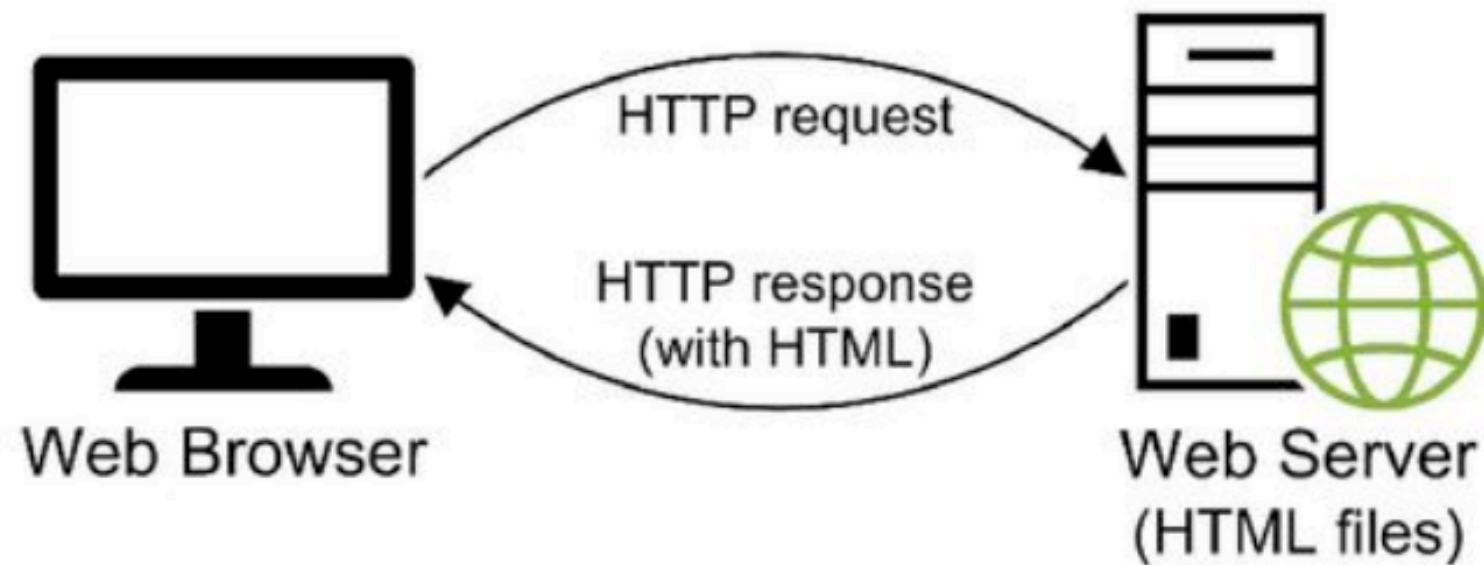 HTTP request
HTTP response
(with HTML)
Web Browser
Web Server
(HTML files)